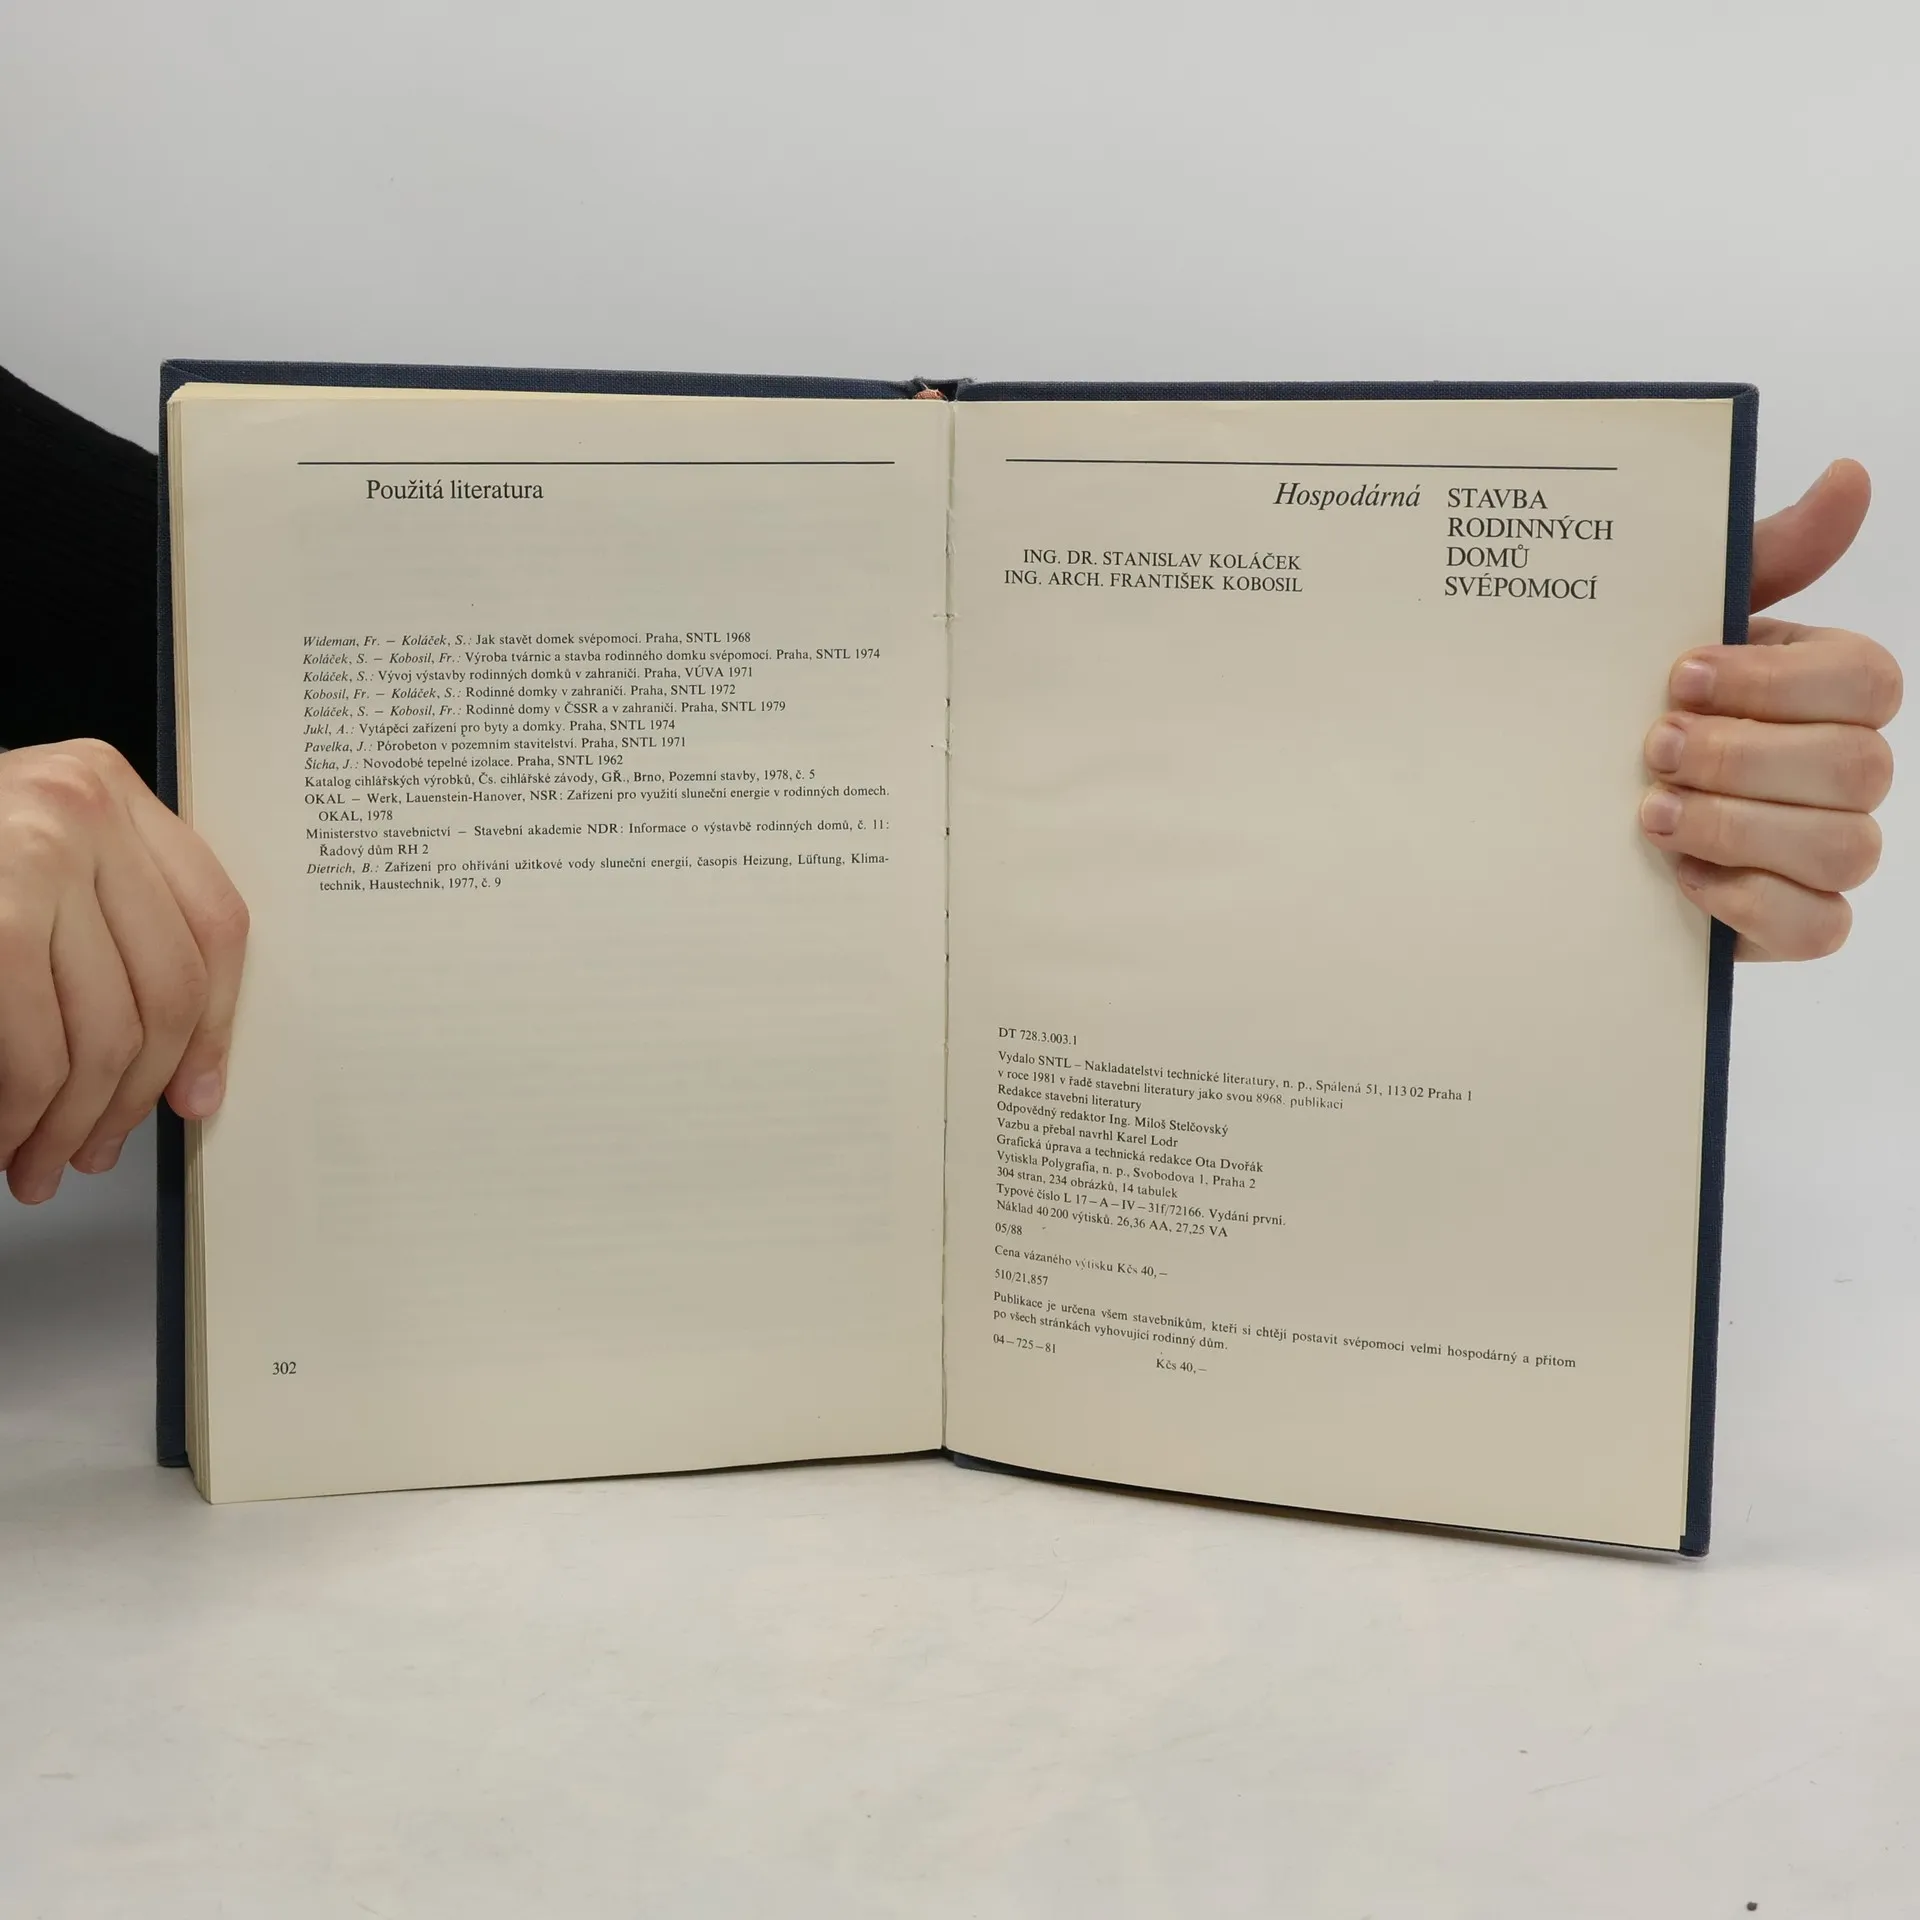 Použitá literatura
Wideman, Fr. – Koláček, S.: Jak stavět domek svépomocí. Praha, SNTL 1968
Koláček, S. – Kobosil, Fr.: Výroba tvárnic a stavba rodinného domku svépomocí. Praha, SNTL 1974
Koláček, S.: Vývoj výstavby rodinných domků v zahraničí. Praha, VÚVA 1971
Kobosil, Fr. – Koláček, S.: Rodinné domky v zahraničí. Praha, SNTL 1972
Koláček, S. – Kobosil, Fr.: Rodinné domy v ČSSR a v zahraničí. Praha, SNTL 1979
Jukl, A.: Vytápěcí zařízení pro byty a domky. Praha, SNTL 1974
Pavelka, J.: Pórobeton v pozemním stavitelství. Praha, SNTL 1971
Šicha, J.: Novodobé tepelné izolace. Praha, SNTL 1962
Katalog cihlářských výrobků, Čs. cihlářské závody, GŘ., Brno, Pozemní stavby, 1978, č. 5
OKAL – Werk, Lauenstein-Hanover, NSR: Zařízení pro využití sluneční energie v rodinných domech.
OKAL, 1978
Ministerstvo stavebnictví – Stavební akademie NDR: Informace o výstavbě rodinných domů, č. 11:
Řadový dům RH 2
Dietrich, B.: Zařízení pro ohřívání užitkové vody sluneční energií, časopis Heizung, Lüftung, Klima-
technik, Haustechnik, 1977, č. 9
302
Hospodárná STAVBA
RODINNÝCH
DOMŮ
SVÉPOMOCÍ
ING. DR. STANISLAV KOLÁČEK
ING. ARCH. FRANTIŠEK KOBOSIL
DT 728.3.003.1
Vydalo SNTL – Nakladatelství technické literatury, n. p., Spálená 51, 113 02 Praha 1
v roce 1981 v řadě stavební literatury jako svou 8968. publikaci
Redakce stavební literatury
Odpovědný redaktor Ing. Miloš Stelčovský
Vazbu a přebal navrhl Karel Lodr
Grafická úprava a technická redakce Ota Dvořák
Vytiskla Polygrafia, n. p., Svobodova 1, Praha 2
304 stran, 234 obrázků, 14 tabulek
Typové číslo L 17–A–IV–31f/72166. Vydání první.
Náklad 40 200 výtisků. 26,36 AA, 27,25 VA
05/88
Cena vázaného výtisku Kčs 40,–
510/21,857
Publikace je určena všem stavebníkům, kteří si chtějí postavit svépomocí velmi hospodárný a přitom
po všech stránkách vyhovující rodinný dům.
04–725–81
Kčs 40,–